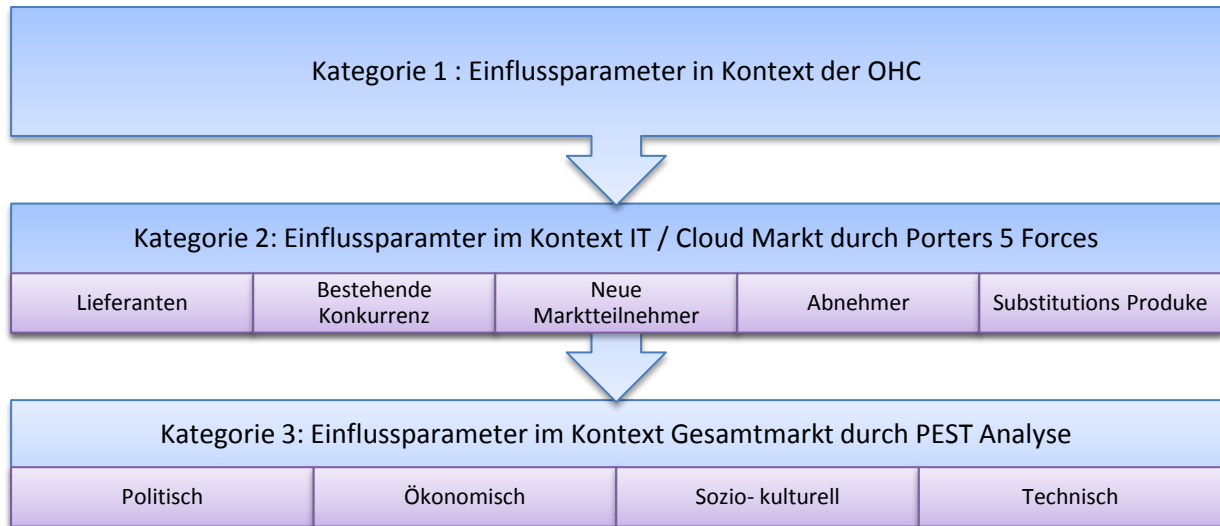 Kategorie 1 : Einflussparameter in Kontext der OHC
Kategorie 2: Einflussparamter im Kontext IT / Cloud Markt durch Porters 5 Forces
Lieferanten
Bestehende
Konkurrenz
Neue
Marktteilnehmer
Abnehmer
Substitutions Produke
Kategorie 3: Einflussparameter im Kontext Gesamtmarkt durch PEST Analyse
Politisch
Ökonomisch
Sozio- kulturell
Technisch